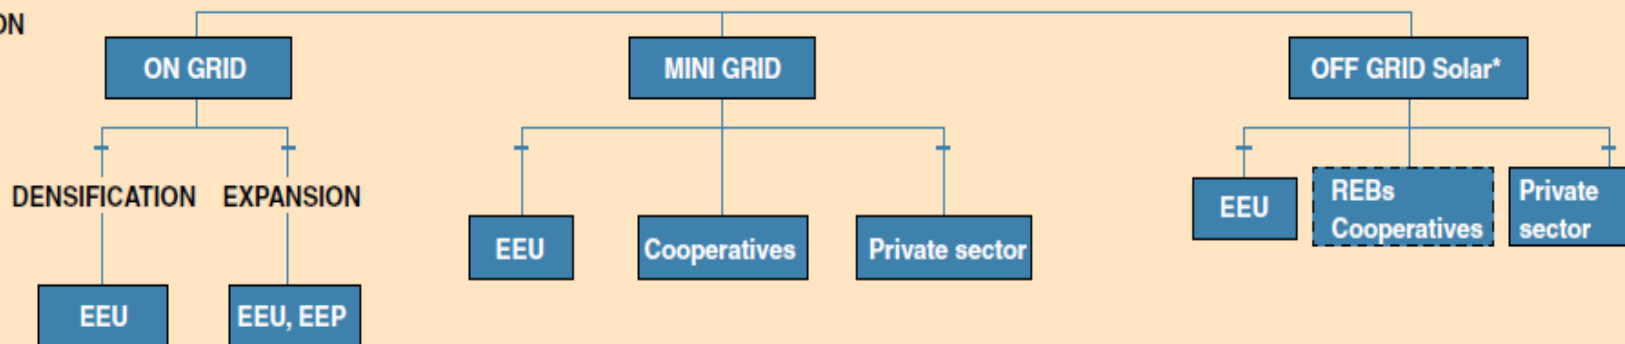 ON
ON GRID
MINI GRID
OFF GRID Solar*
DENSIFICATION
EXPANSION
EEU
EEU, EEP
EEU
Cooperatives
Private sector
EEU
REBs
Cooperatives
Private
sector